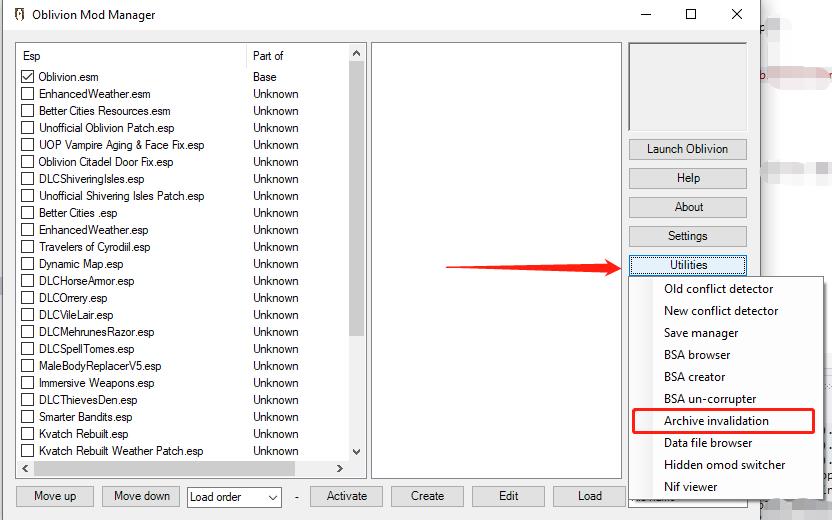 Oblivion Mod Manager
Esp Part of
Oblivion.esm Base
EnhancedWeather.esm Unknown
Better Cities Resources.esm Unknown
Unofficial Oblivion Patch.esp Unknown
UOP Vampire Aging & Face Fix.esp Unknown
Oblivion Citadel Door Fix.esp Unknown
DLCShiveringIsles.esp Unknown
Unofficial Shivering Isles Patch.esp Unknown
Better Cities .esp Unknown
EnhancedWeather.esp Unknown
Travelers of Cyrodiil.esp Unknown
Dynamic Map.esp Unknown
DLCHorseArmor.esp Unknown
DLCOrrery.esp Unknown
DLCVileLair.esp Unknown
DLCMehrunesRazor.esp Unknown
DLCSpellTomes.esp Unknown
MaleBodyReplacerV5.esp Unknown
Immersive Weapons.esp Unknown
DLCThievesDen.esp Unknown
Smarter Bandits.esp Unknown
Kvatch Rebuilt.esp Unknown
Kvatch Rebuilt Weather Patch.esp Unknown
Launch Oblivion
Help
About
Settings
Utilities
Old conflict detector
New conflict detector
Save manager
BSA browser
BSA creator
BSA un-corrupter
Archive invalidation
Data file browser
Hidden omod switcher
Nif viewer
Move up Move down Load order - Activate Create Edit Load